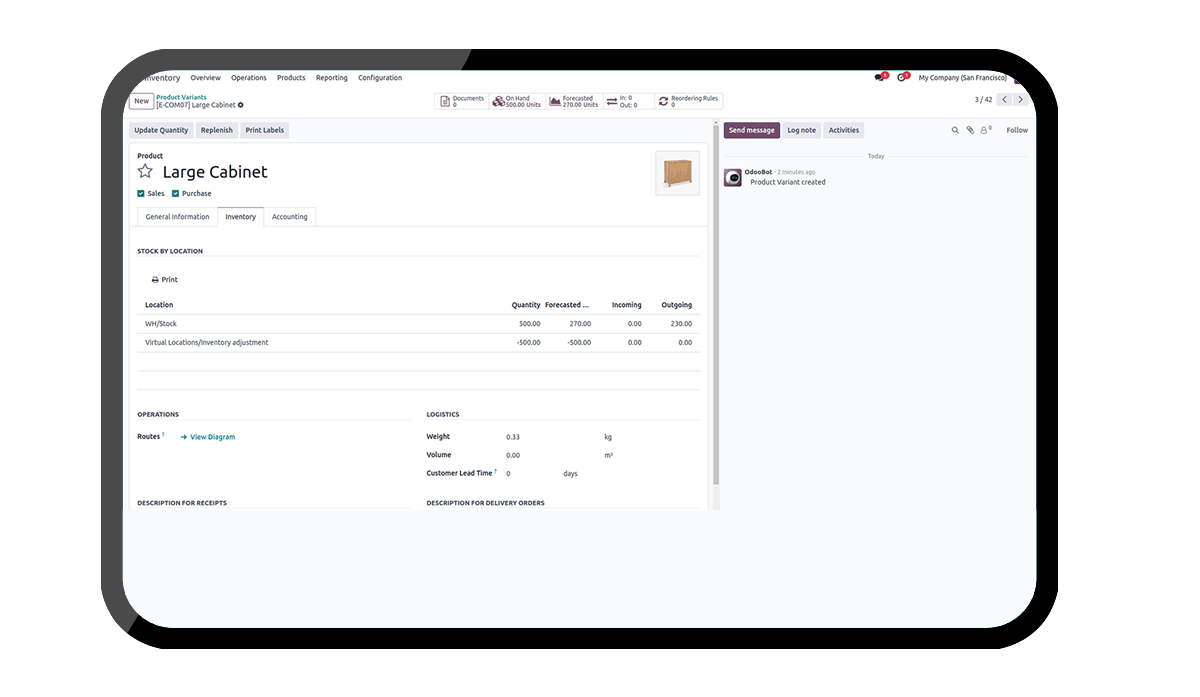 Inventory Overview Operations Products Reporting Configuration 5 1 My Company (San Francisco)
New Product Variants Documents On Hand Forecasted In: 0 Reordering Rules 3 / 42
[E-COM07] Large Cabinet 0 500.00 Units 270.00 Units Out: 0 0
Update Quantity Replenish Print Labels Send message Log note Activities 0 Follow
Product Today
Large Cabinet OdooBot - 2 minutes ago
Product Variant created
Sales Purchase
General Information Inventory Accounting
STOCK BY LOCATION
Print
Location Quantity Forecasted ... Incoming Outgoing
WH/Stock 500.00 270.00 0.00 230.00
Virtual Locations/Inventory adjustment -500.00 -500.00 0.00 0.00
OPERATIONS LOGISTICS
Routes ? → View Diagram Weight 0.33 kg
Volume 0.00 m³
Customer Lead Time ? 0 days
DESCRIPTION FOR RECEIPTS DESCRIPTION FOR DELIVERY ORDERS